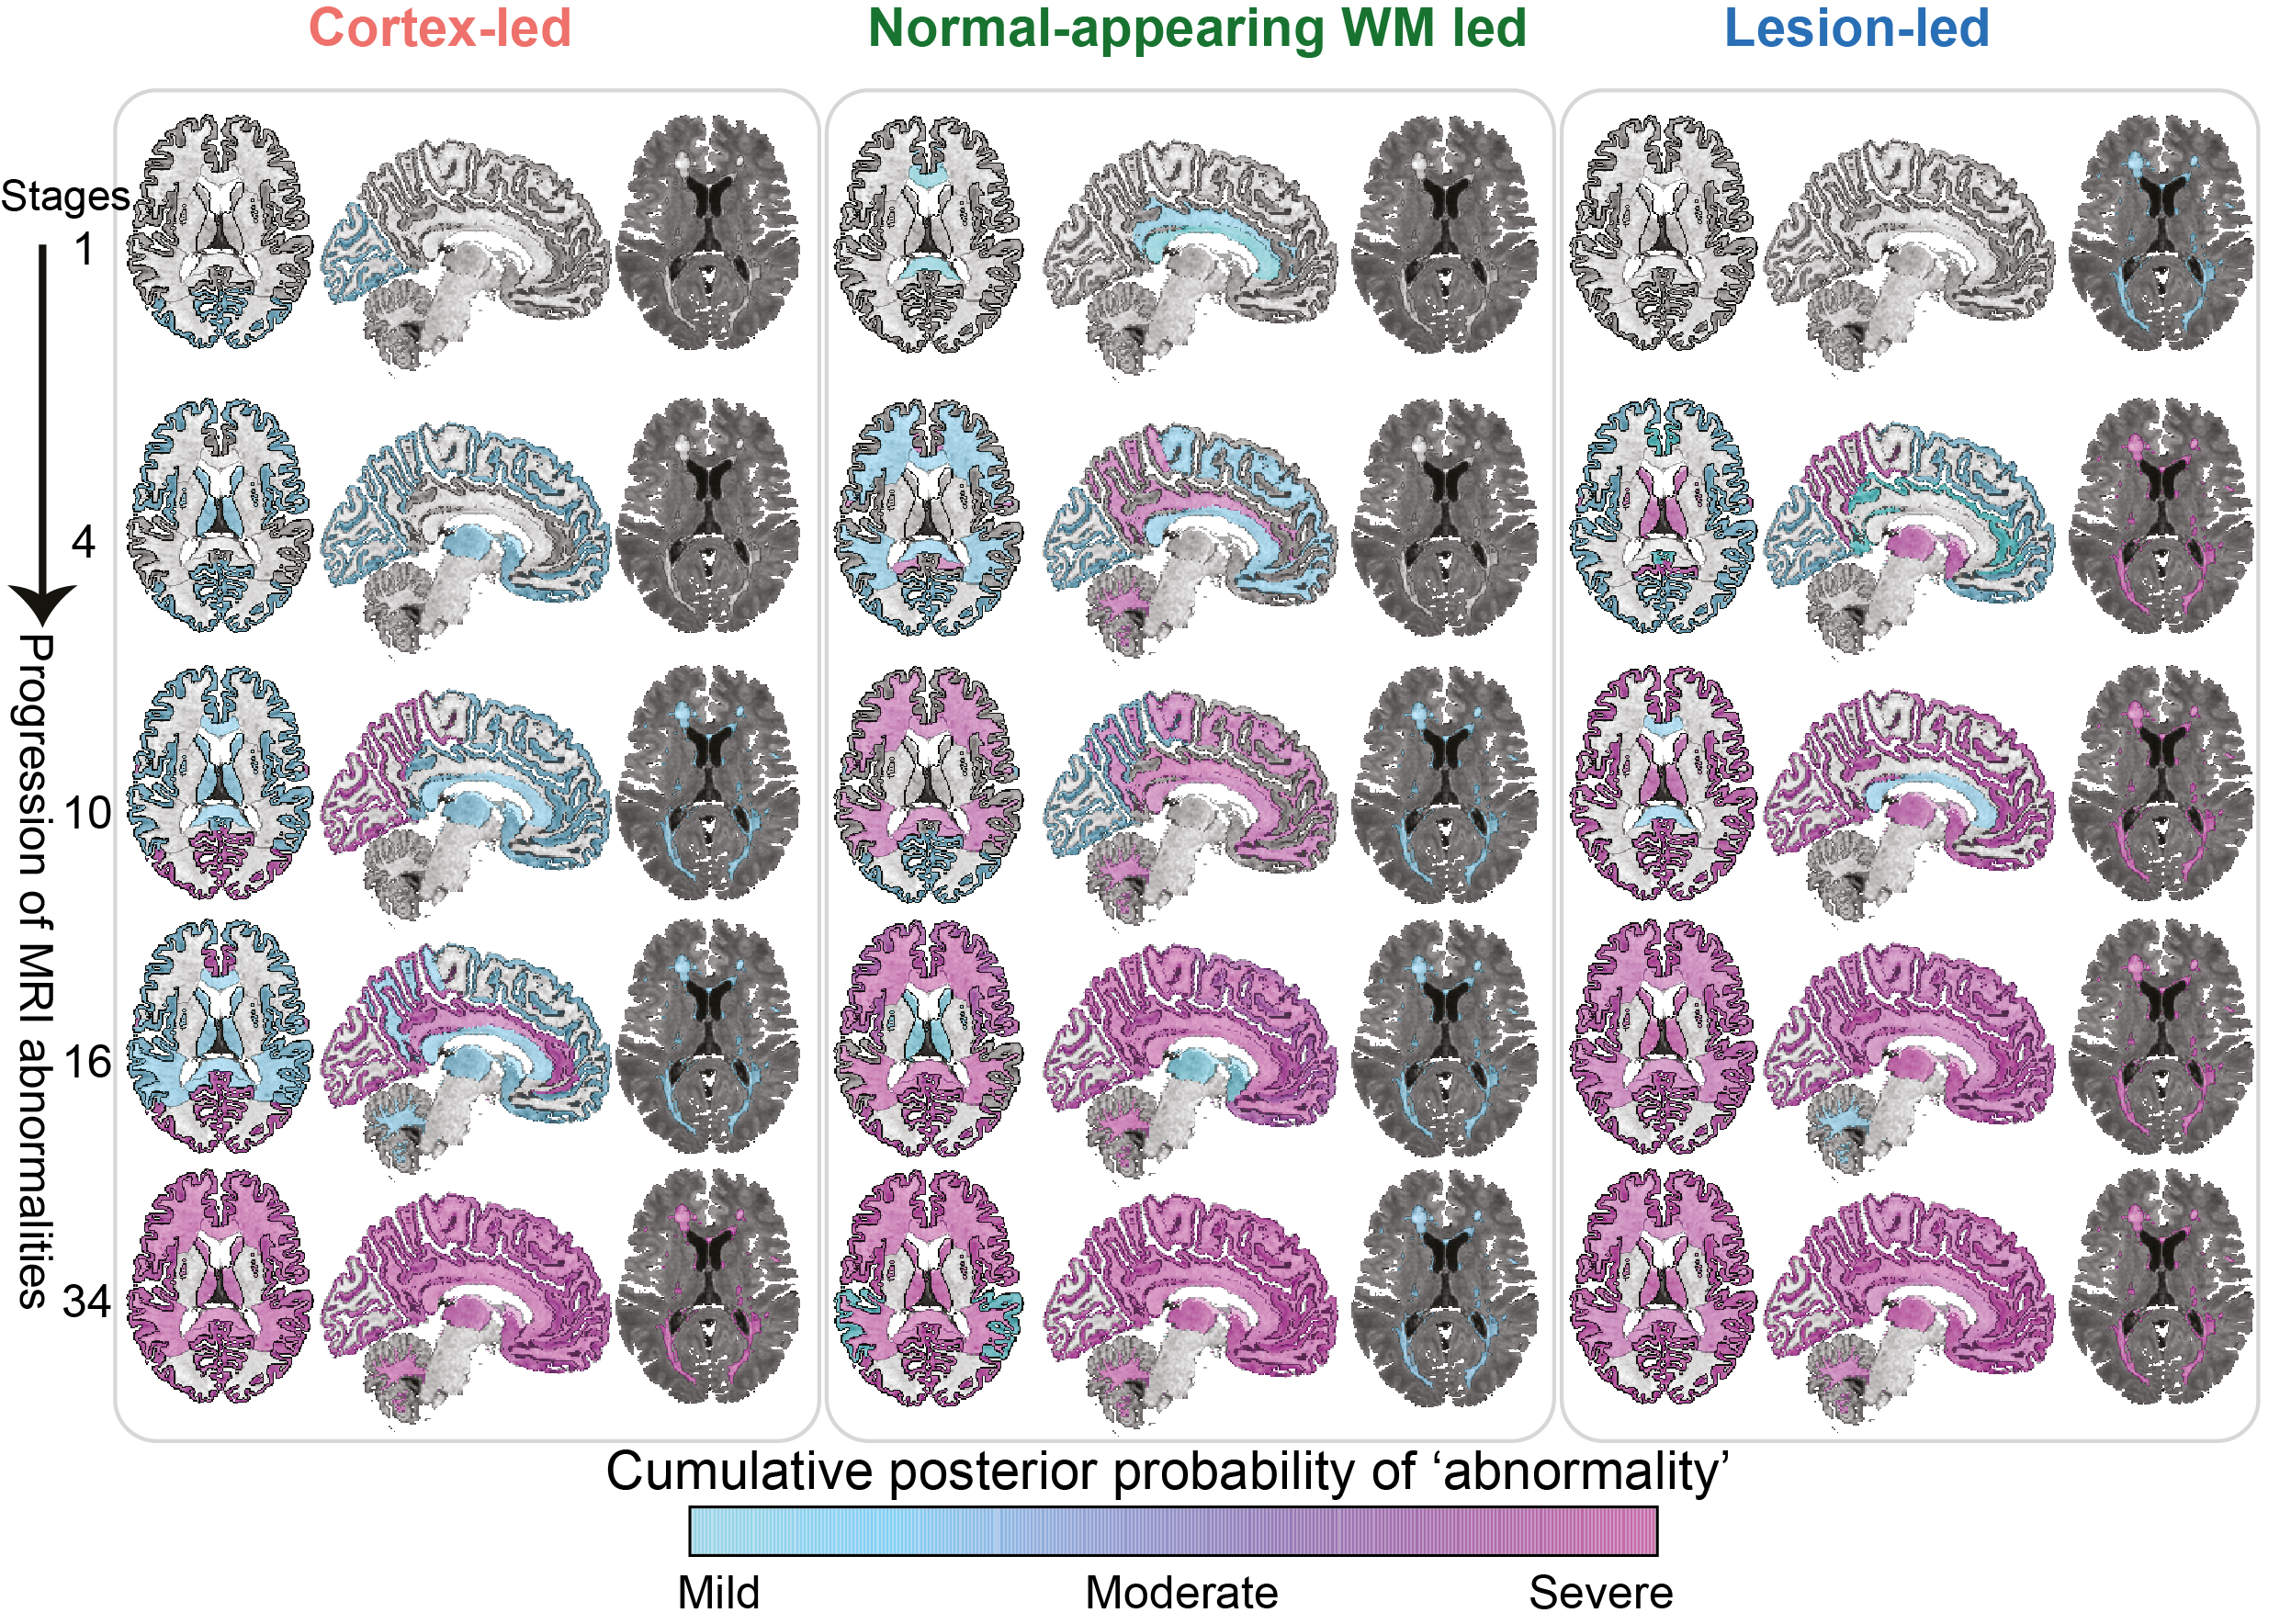 Cortex-led
Normal-appearing WM led
Lesion-led
Stages
1
4
10
16
34
Progression of MRI abnormalities
Cumulative posterior probability of ‘abnormality’
Mild
Moderate
Severe